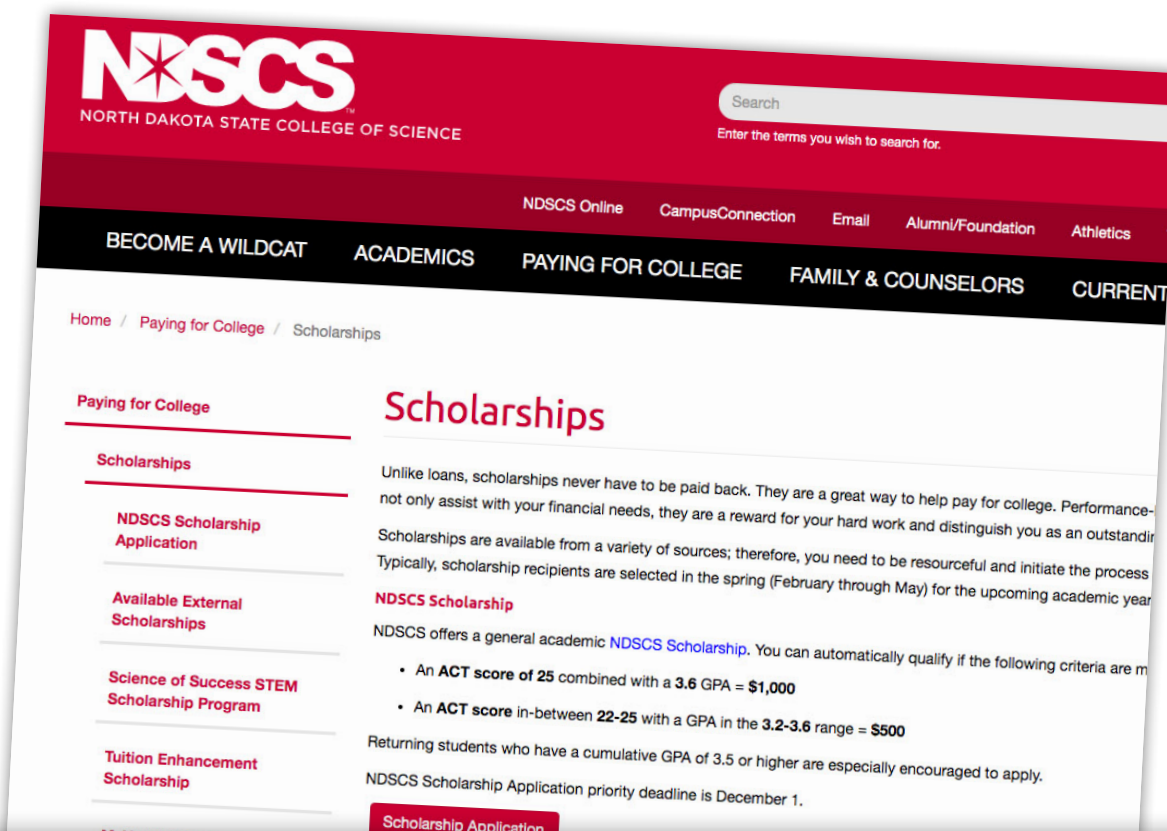 NDSCS
NORTH DAKOTA STATE COLLEGE OF SCIENCE
Search
Enter the terms you wish to search for.
NDSCS Online CampusConnection Email Alumni/Foundation Athletics
BECOME A WILDCAT ACADEMICS PAYING FOR COLLEGE FAMILY & COUNSELORS CURRENT
Home / Paying for College / Scholarships
Paying for College
Scholarships
NDSCS Scholarship
Application
Available External
Scholarships
Science of Success STEM
Scholarship Program
Tuition Enhancement
Scholarship
Scholarships
Unlike loans, scholarships never have to be paid back. They are a great way to help pay for college. Performance-
not only assist with your financial needs, they are a reward for your hard work and distinguish you as an
Scholarships are available from a variety of sources; therefore, you need to be resourceful and initiate the process
Typically, scholarship recipients are selected in the spring (February through May) for the upcoming academic year
NDSCS Scholarship
NDSCS offers a general academic NDSCS Scholarship. You can automatically qualify if the following criteria are
• An ACT score of 25 combined with a 3.6 GPA = $1,000
• An ACT score in-between 22-25 with a GPA in the 3.2-3.6 range = $500
Returning students who have a cumulative GPA of 3.5 or higher are especially encouraged to apply.
NDSCS Scholarship Application priority deadline is December 1.
Scholarship Application